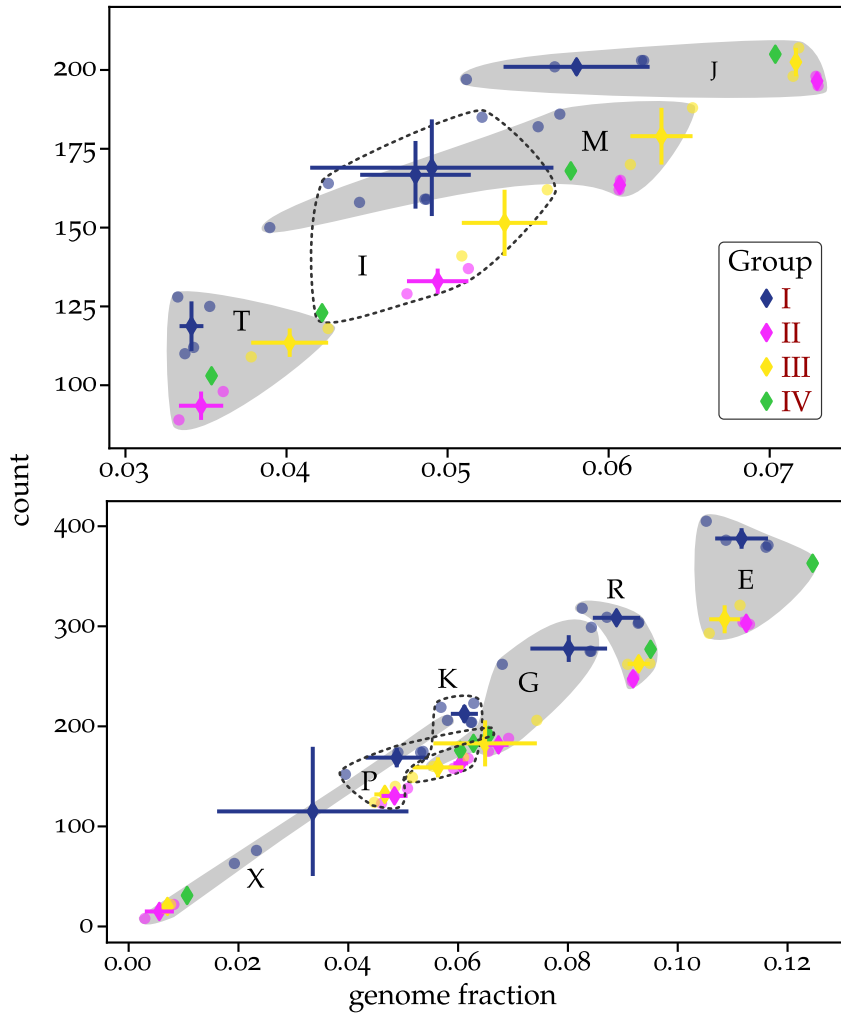 200
175
150
125
100
J
M
I
T
Group
I
II
III
IV
0.03 0.04 0.05 0.06 0.07
count
400
300
200
100
0
E
R
K
G
P
X
0.00 0.02 0.04 0.06 0.08 0.10 0.12
genome fraction